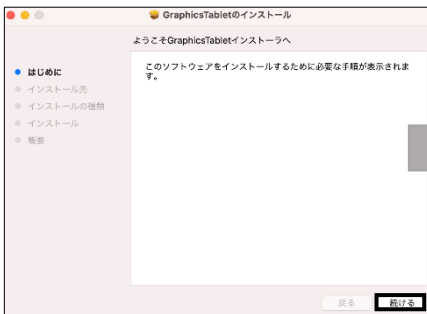 GraphicsTabletのインストール
ようこそGraphicsTabletインストーラへ
はじめに
インストール先
インストールの種類
インストール
概要
このソフトウェアをインストールするために必要な手順が表示されま
す。
戻る
続ける